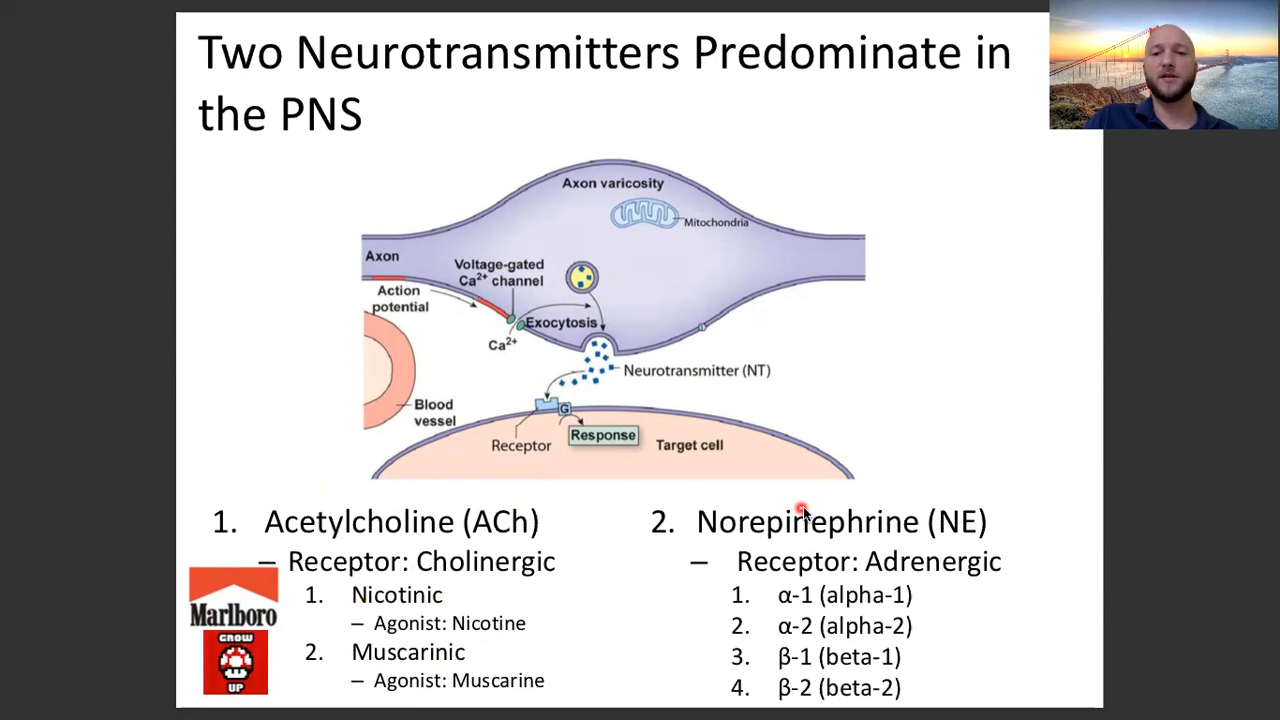 Two Neurotransmitters Predominate in
the PNS
Axon varicosity
Mitochondria
Axon
Voltage-gated
Ca2+ channel
Action
potential
Exocytosis
Ca2+
Neurotransmitter (NT)
Blood
vessel
G
Receptor
Response
Target cell
1. Acetylcholine (ACh)
– Receptor: Cholinergic
1. Nicotinic
– Agonist: Nicotine
2. Muscarinic
– Agonist: Muscarine
Marlboro
GROW
UP
2. Norepinephrine (NE)
– Receptor: Adrenergic
1. α-1 (alpha-1)
2. α-2 (alpha-2)
3. β-1 (beta-1)
4. β-2 (beta-2)